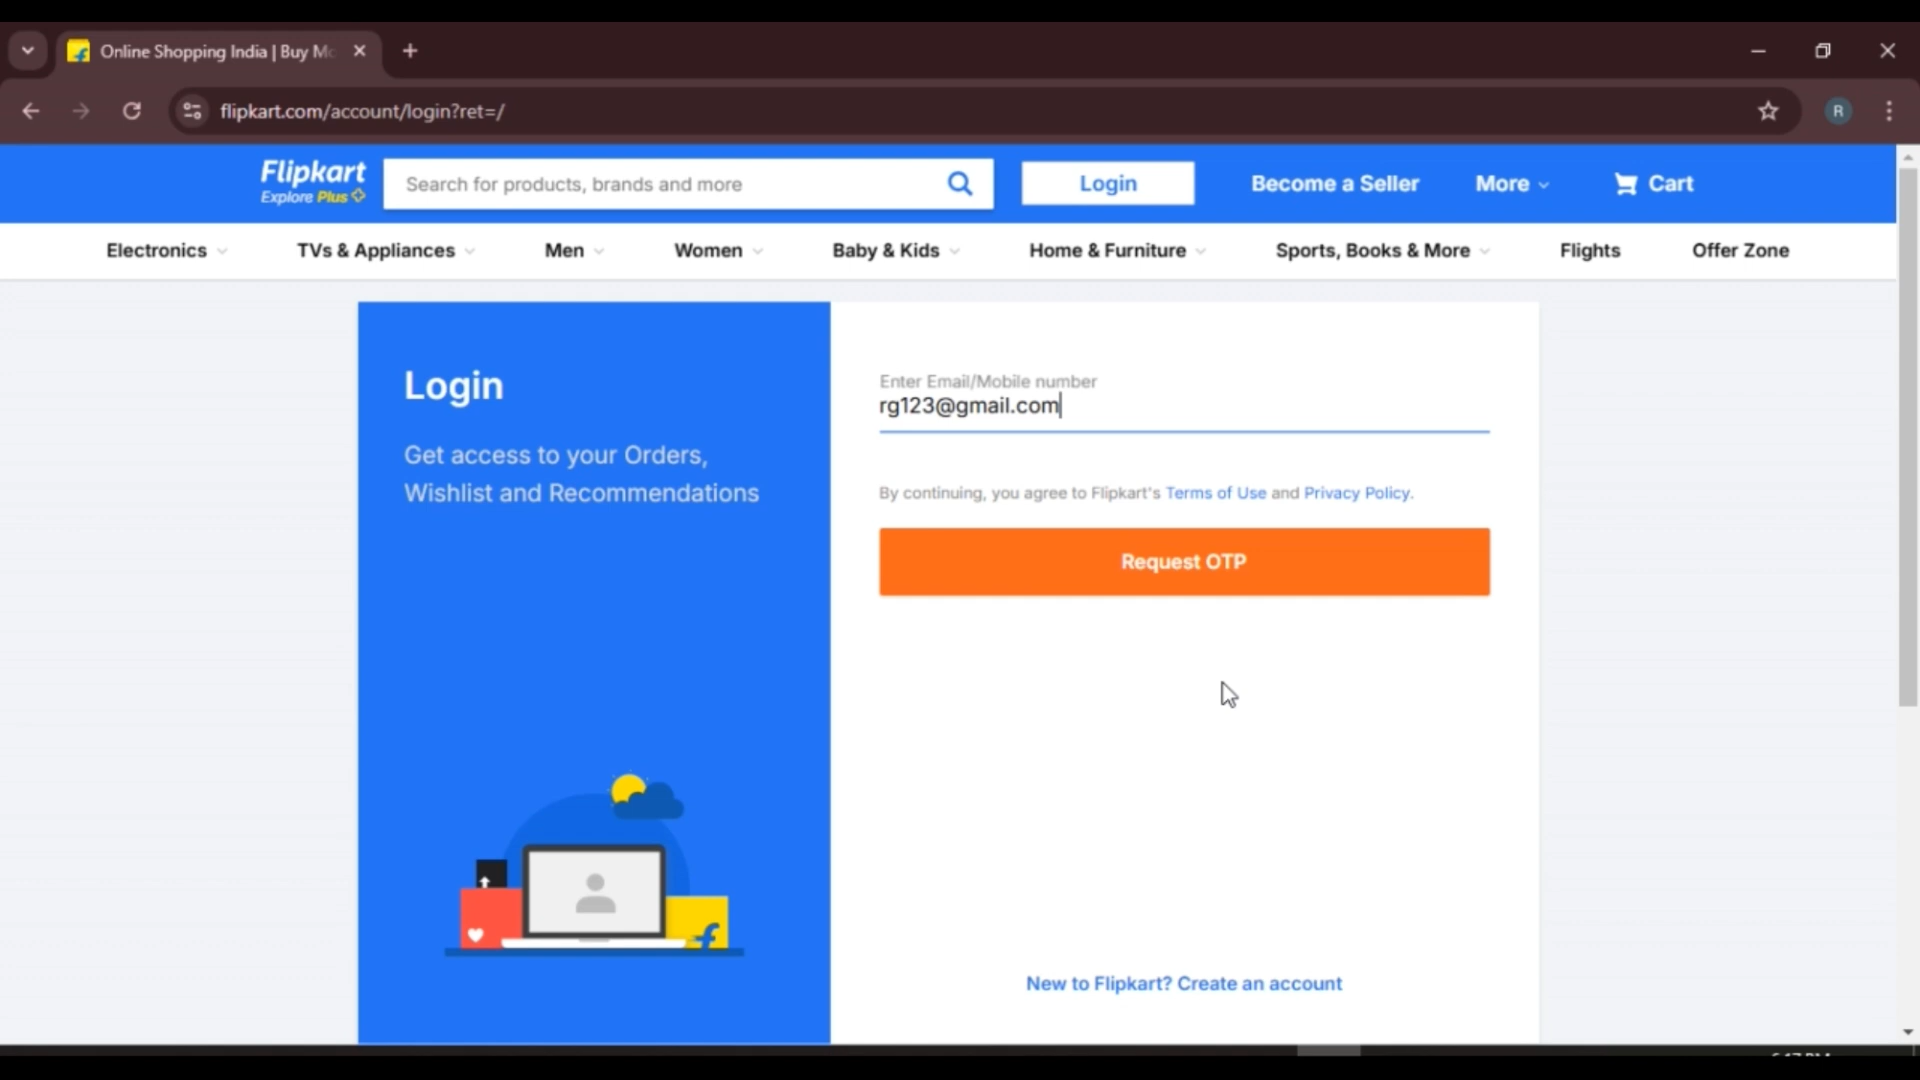 Online Shopping India | Buy Mo
flipkart.com/account/login?ret=/
R
Flipkart
Explore Plus
Search for products, brands and more
Login
Become a Seller
More
Cart
Electronics
TVs & Appliances
Men
Women
Baby & Kids
Home & Furniture
Sports, Books & More
Flights
Offer Zone
Login
Get access to your Orders,
Wishlist and Recommendations
Enter Email/Mobile number
rg123@gmail.com
By continuing, you agree to Flipkart's Terms of Use and Privacy Policy.
Request OTP
New to Flipkart? Create an account